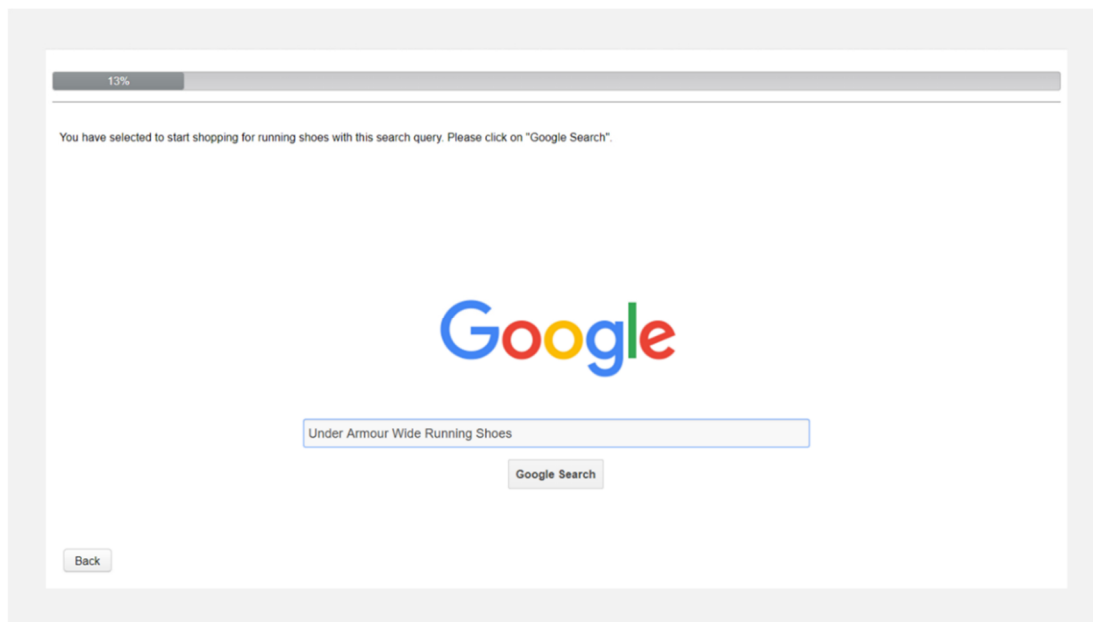 13%
You have selected to start shopping for running shoes with this search query. Please click on "Google Search".
Google
Under Armour Wide Running Shoes
Google Search
Back